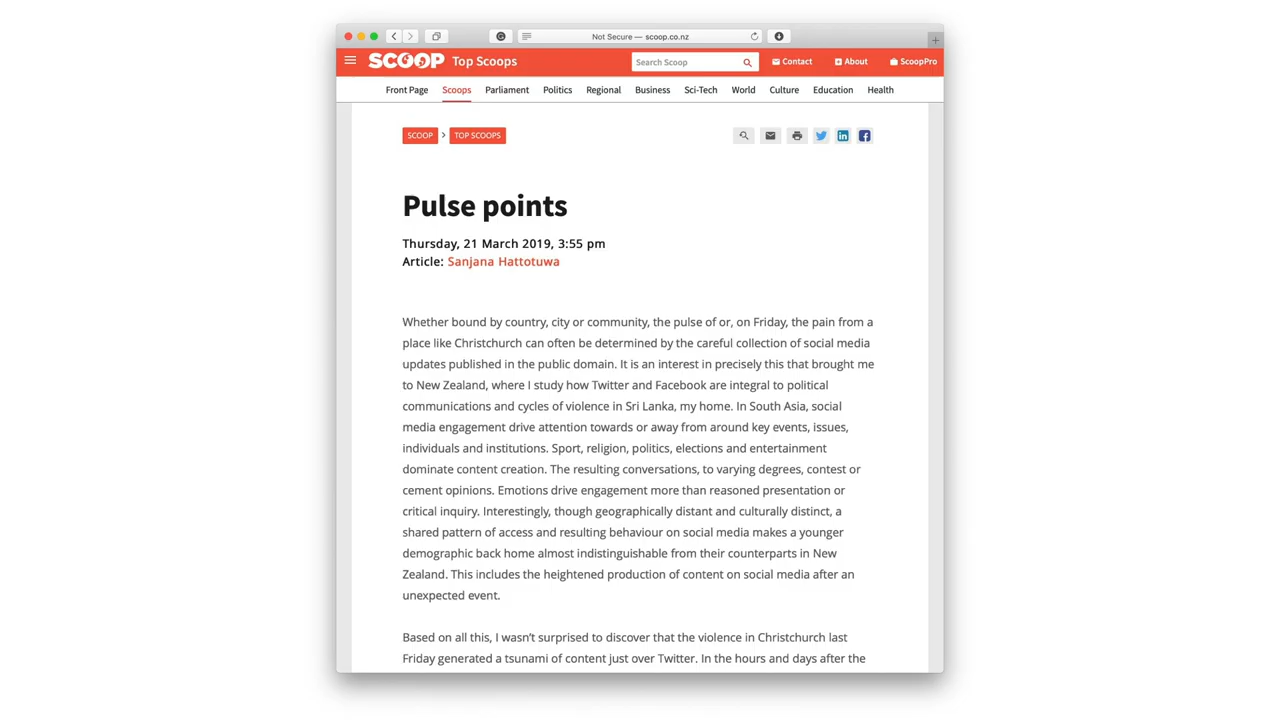 Not Secure — scoop.co.nz
SCOOP Top Scoops
Search Scoop
Contact
About
ScoopPro
Front Page Scoops Parliament Politics Regional Business Sci-Tech World Culture Education Health
SCOOP › TOP SCOOPS
Pulse points
Thursday, 21 March 2019, 3:55 pm
Article: Sanjana Hattotuwa
Whether bound by country, city or community, the pulse of or, on Friday, the pain from a
place like Christchurch can often be determined by the careful collection of social media
updates published in the public domain. It is an interest in precisely this that brought me
to New Zealand, where I study how Twitter and Facebook are integral to political
communications and cycles of violence in Sri Lanka, my home. In South Asia, social
media engagement drive attention towards or away from around key events, issues,
individuals and institutions. Sport, religion, politics, elections and entertainment
dominate content creation. The resulting conversations, to varying degrees, contest or
cement opinions. Emotions drive engagement more than reasoned presentation or
critical inquiry. Interestingly, though geographically distant and culturally distinct, a
shared pattern of access and resulting behaviour on social media makes a younger
demographic back home almost indistinguishable from their counterparts in New
Zealand. This includes the heightened production of content on social media after an
unexpected event.
Based on all this, I wasn't surprised to discover that the violence in Christchurch last
Friday generated a tsunami of content just over Twitter. In the hours and days after the